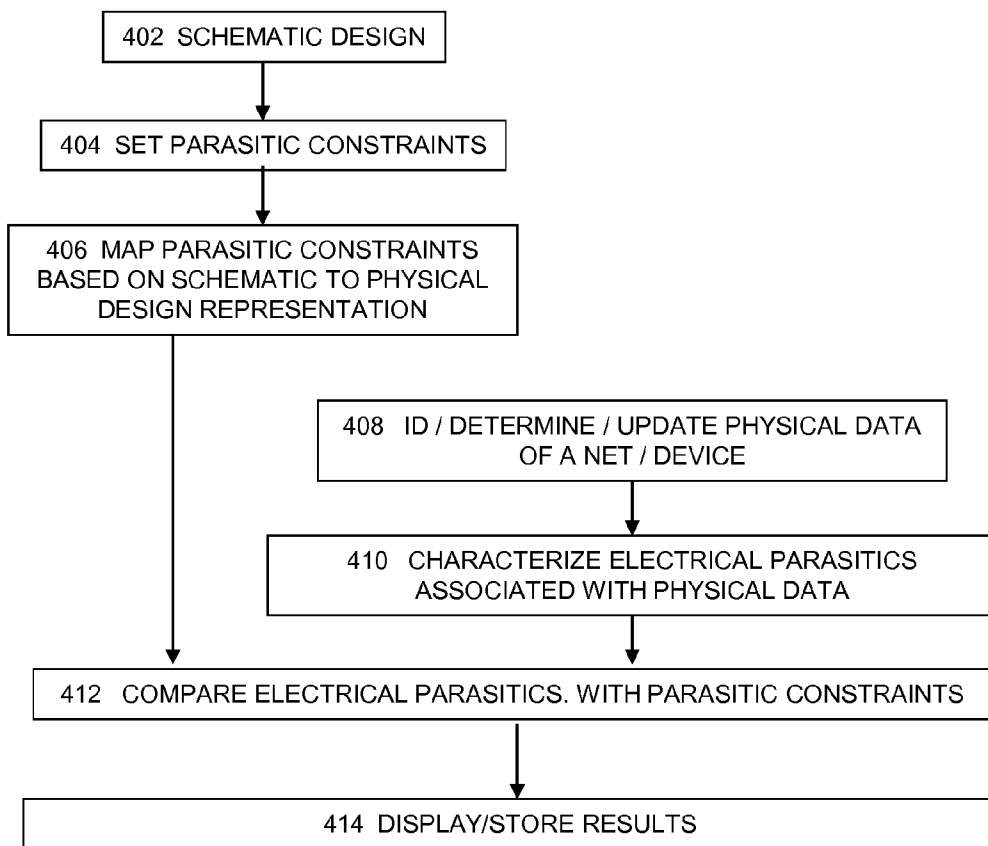 402 SCHEMATIC DESIGN
404 SET PARASITIC CONSTRAINTS
406 MAP PARASITIC CONSTRAINTS
BASED ON SCHEMATIC TO PHYSICAL
DESIGN REPRESENTATION
408 ID / DETERMINE / UPDATE PHYSICAL DATA
OF A NET / DEVICE
410 CHARACTERIZE ELECTRICAL PARASITICS
ASSOCIATED WITH PHYSICAL DATA
412 COMPARE ELECTRICAL PARASITICS. WITH PARASITIC CONSTRAINTS
414 DISPLAY/STORE RESULTS